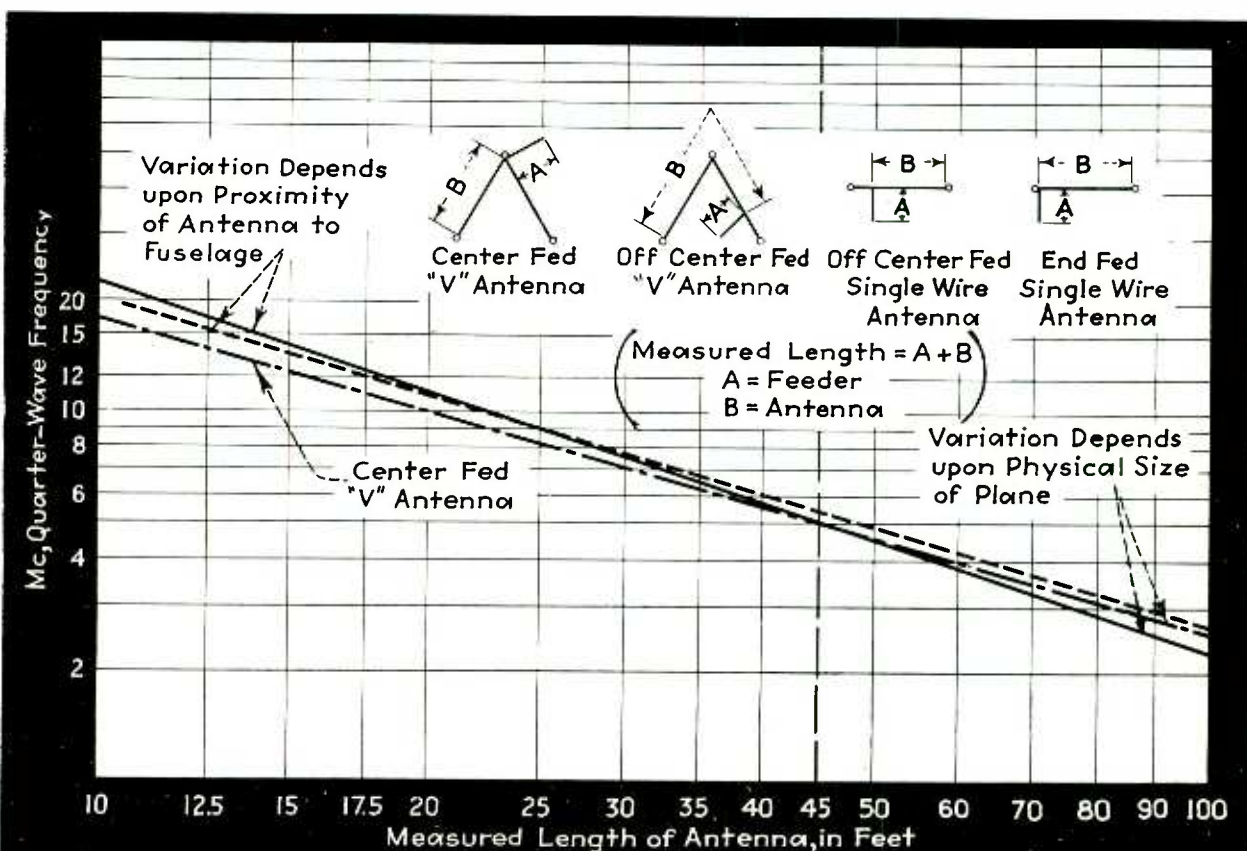 Variation Depends
upon Proximity
of Antenna to
Fuselage
B
A
Center Fed
"V" Antenna
B
A
Off Center Fed
"V" Antenna
B
A
Off Center Fed
Single Wire
Antenna
B
A
End Fed
Single Wire
Antenna
Measured Length = A + B
A = Feeder
B = Antenna
Center Fed
"V" Antenna
Variation Depends
upon Physical Size
of Plane
Mc, Quarter-Wave Frequency
20
15
12
10
8
6
4
2
10 12.5 15 17.5 20 25 30 35 40 45 50 60 70 80 90 100
Measured Length of Antenna, in Feet